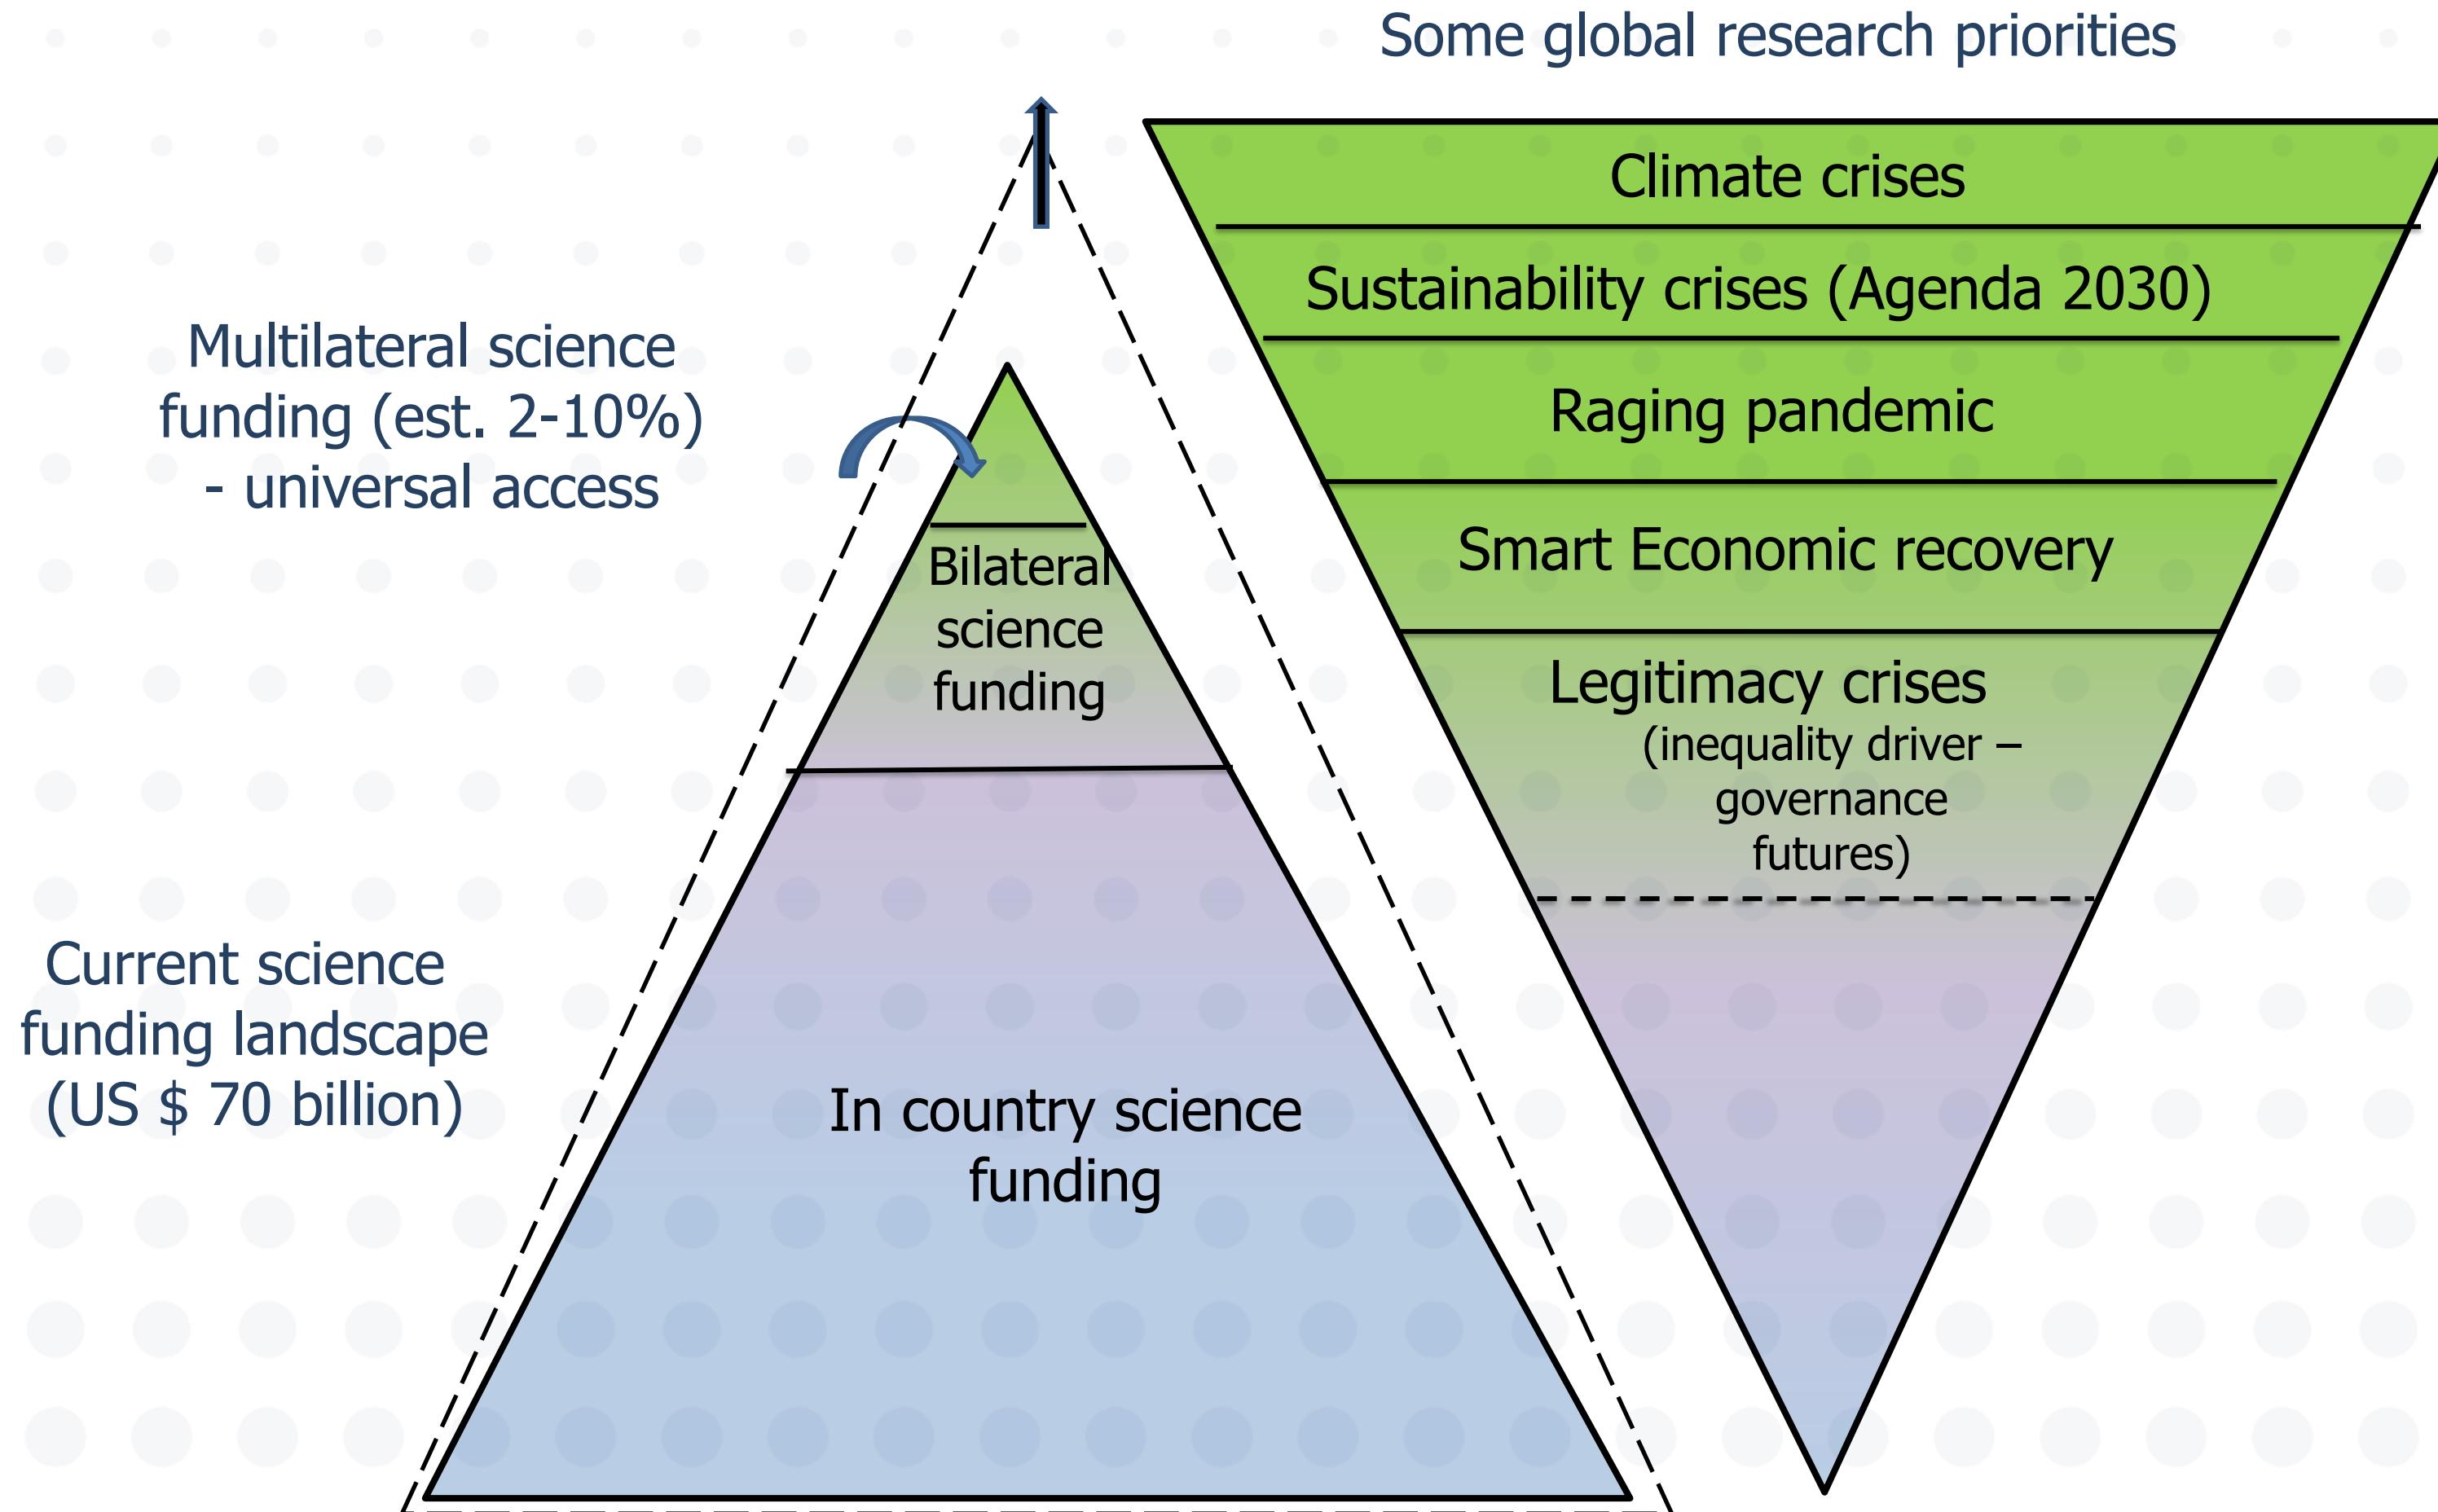 Some global research priorities
Multilateral science
funding (est. 2-10%)
- universal access
Current science
funding landscape
(US $ 70 billion)
Bilateral
science
funding
In country science
funding
Climate crises
Sustainability crises (Agenda 2030)
Raging pandemic
Smart Economic recovery
Legitimacy crises
(inequality driver –
governance
futures)